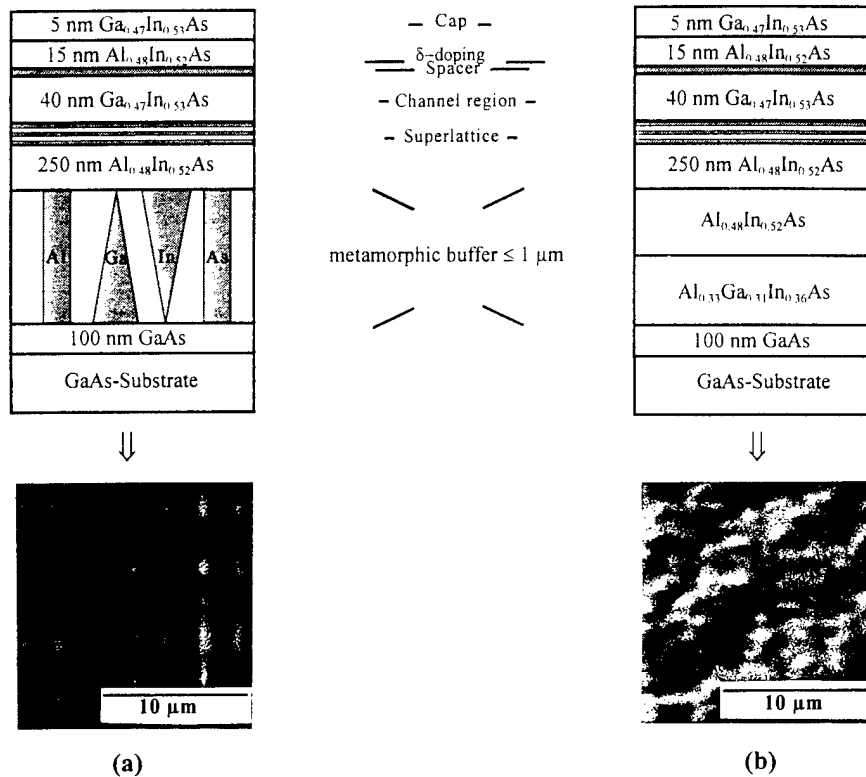 5 nm Ga0.47In0.53As
15 nm Al0.48In0.52As
40 nm Ga0.47In0.53As
250 nm Al0.48In0.52As
Al Ga In As
100 nm GaAs
GaAs-Substrate
⇓
10 μm
(a)
– Cap –
δ–doping
Spacer
– Channel region –
– Superlattice –
metamorphic buffer ≤ 1 μm
5 nm Ga0.47In0.53As
15 nm Al0.48In0.52As
40 nm Ga0.47In0.53As
250 nm Al0.48In0.52As
Al0.48In0.52As
Al0.33Ga0.31In0.36As
100 nm GaAs
GaAs-Substrate
⇓
10 μm
(b)